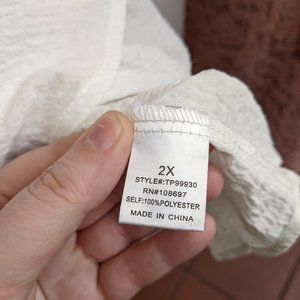 2X
STYLE#:TP99930
RN#108697
SELF:100%POLYESTER
MADE IN CHINA